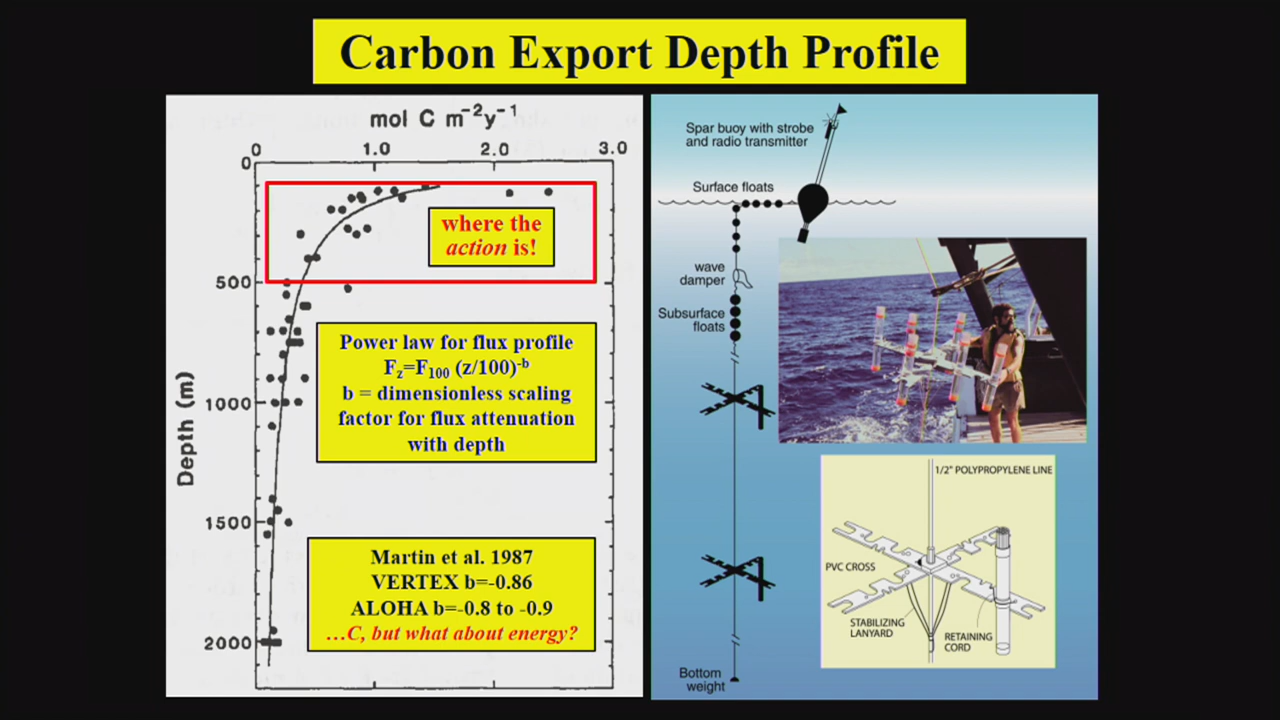 Carbon Export Depth Profile
mol C m⁻²y⁻¹
0 1.0 2.0 3.0
0
500
1000
1500
2000
Depth (m)
where the
action is!
Power law for flux profile
Fz=F100 (z/100)-b
b = dimensionless scaling
factor for flux attenuation
with depth
Martin et al. 1987
VERTEX b=-0.86
ALOHA b=-0.8 to -0.9
…C, but what about energy?
Spar buoy with strobe
and radio transmitter
Surface floats
wave
damper
Subsurface
floats
Bottom
weight
1/2" POLYPROPYLENE LINE
PVC CROSS
STABILIZING
LANYARD
RETAINING
CORD